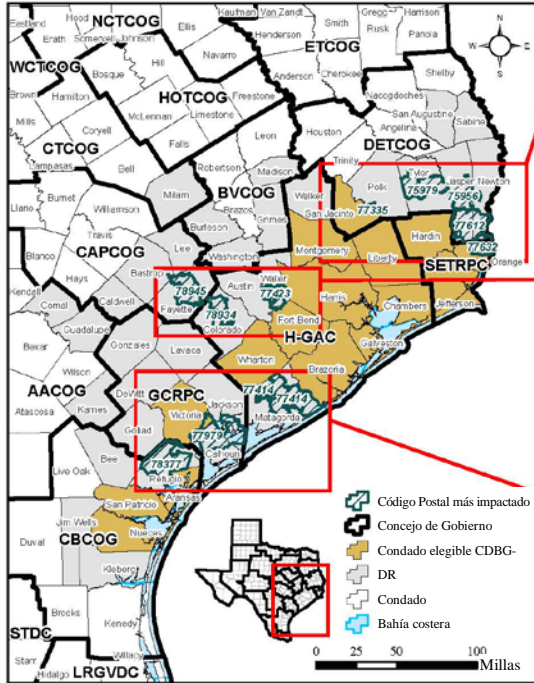 NCTCOG
Hood
Johnson
Ellis
Kaufman
Van Zandt
Henderson
Smith
Gregg
Rusk
Harrison
Panola
Eastland
Erath
Somervell
Navarro
ETCOG
N
W
E
S
WCTCOG
Bosque
Hill
Anderson
Cherokee
Shelby
Brown
Hamilton
HOTCOG
Freestone
Nacogdoches
McLennan
Limestone
San Augustine
Mills
Coryell
Leon
Houston
Angelina
Sabine
CTCOG
Falls
DETCOG
Lampasas
Bell
Robertson
Madison
Trinity
Tyler
Jasper
Newton
Burnet
Milam
BVCOG
Walker
Polk
75979
75956
Llano
Williamson
Brazos
Grimes
San Jacinto
77335
Travis
Burleson
Hardin
77612
CAPCOG
Lee
Washington
Montgomery
Liberty
77632
Blanco
Bastrop
Waller
SETRPC
Orange
Hays
78945
Austin
77423
Harris
Kendall
Caldwell
Fayette
78934
Chambers
Jefferson
Comal
Colorado
Fort Bend
Guadalupe
Gonzales
H-GAC
Galveston
Bexar
Lavaca
Wharton
Wilson
Brazoria
AACOG
DeWitt
GCRPC
77414
77414
Atascosa
Karnes
Victoria
Jackson
Matagorda
Goliad
77979
Bee
Calhoun
Live Oak
78377
Refugio
Aransas
San Patricio
Jim Wells
Nueces
Duval
CBCOG
Kleberg
Brooks
Kenedy
STDC
Willacy
Starr
Hidalgo
LRGVDC
Código Postal más impactado
Concejo de Gobierno
Condado elegible CDBG-
DR
Condado
Bahía costera
0 25 50 100
Millas